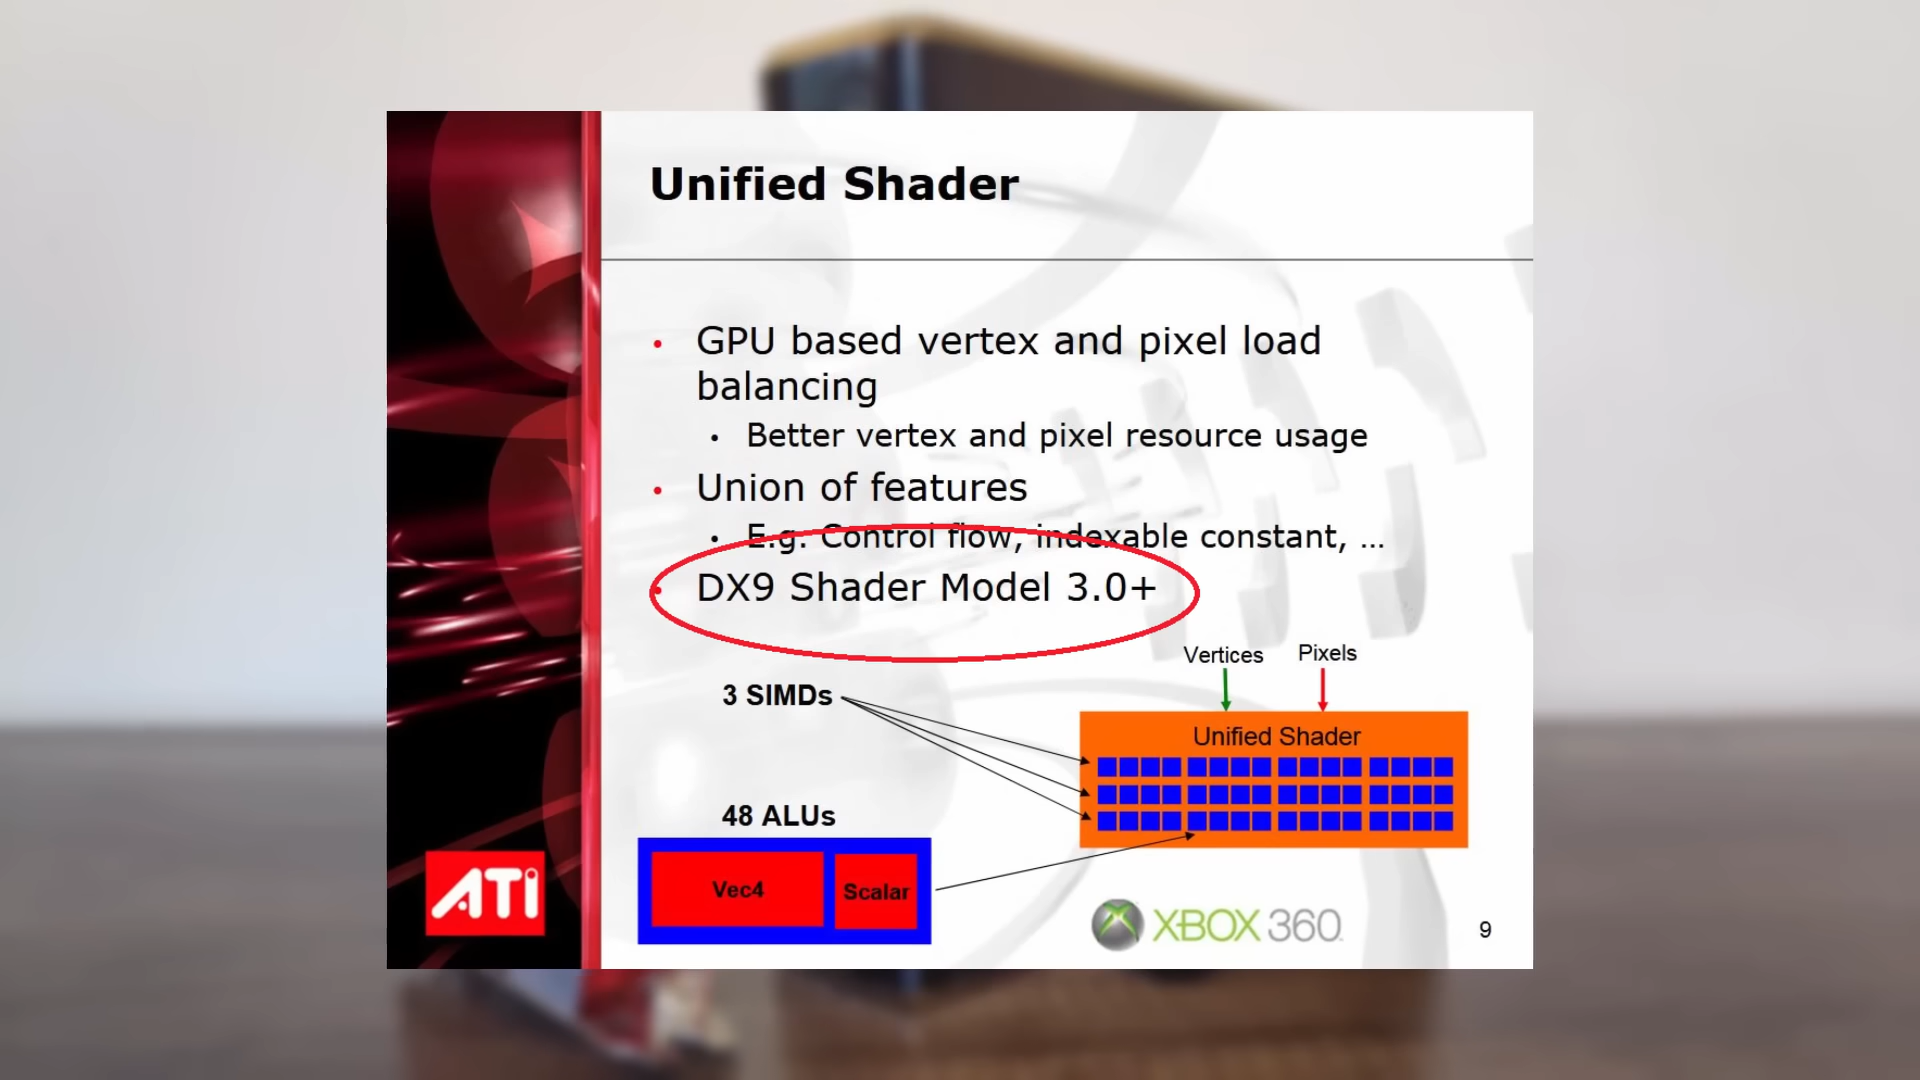 Unified Shader
• GPU based vertex and pixel load
balancing
• Better vertex and pixel resource usage
• Union of features
• E.g. Control flow, indexable constant, ...
• DX9 Shader Model 3.0+
Vertices Pixels
3 SIMDs
Unified Shader
48 ALUs
Vec4 Scalar
ATI
XBOX 360
9